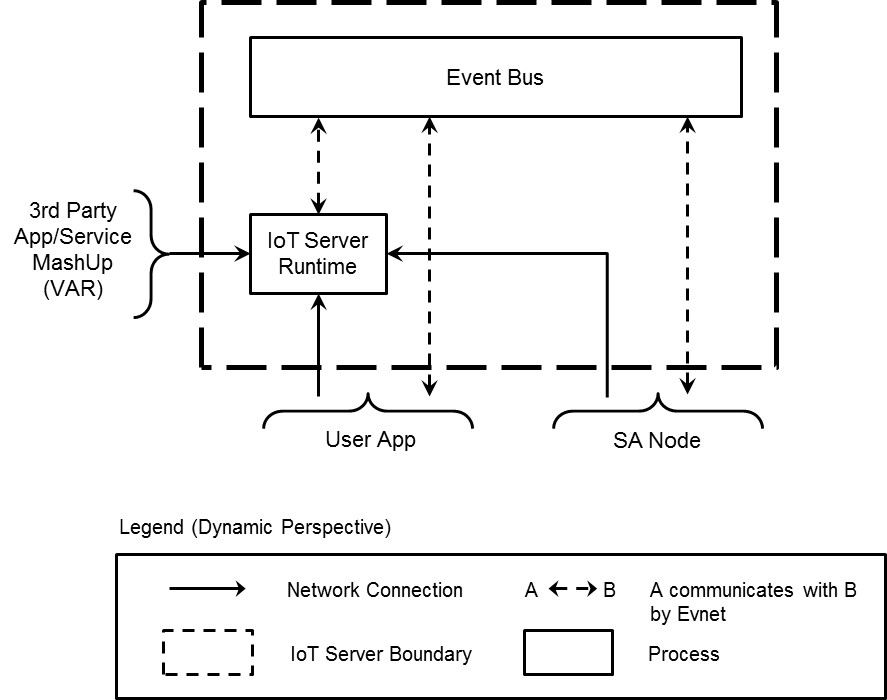 Event Bus
3rd Party
App/Service
MashUp
(VAR)
IoT Server
Runtime
User App
SA Node
Legend (Dynamic Perspective)
Network Connection
A
B
A communicates with B
by Evnet
IoT Server Boundary
Process